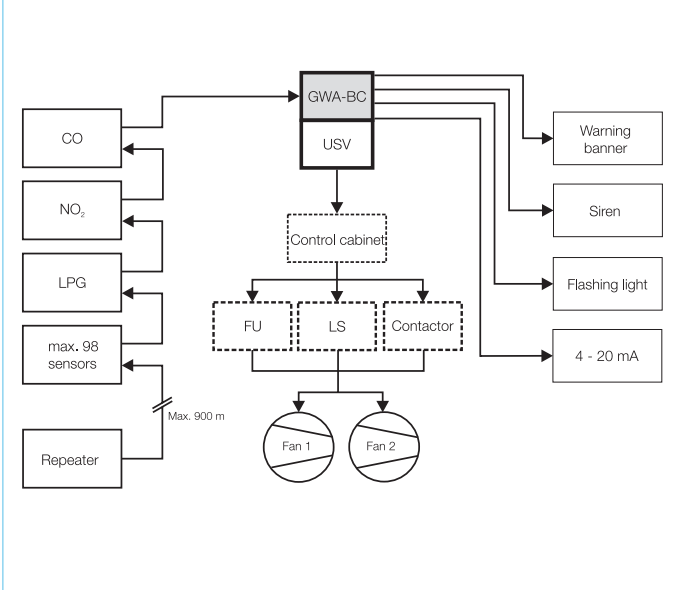 GWA-BC
USV
CO
NO₂
LPG
max. 98
sensors
Max. 900 m
Repeater
Control cabinet
FU
LS
Contactor
Fan 1
Fan 2
Warning
banner
Siren
Flashing light
4 - 20 mA